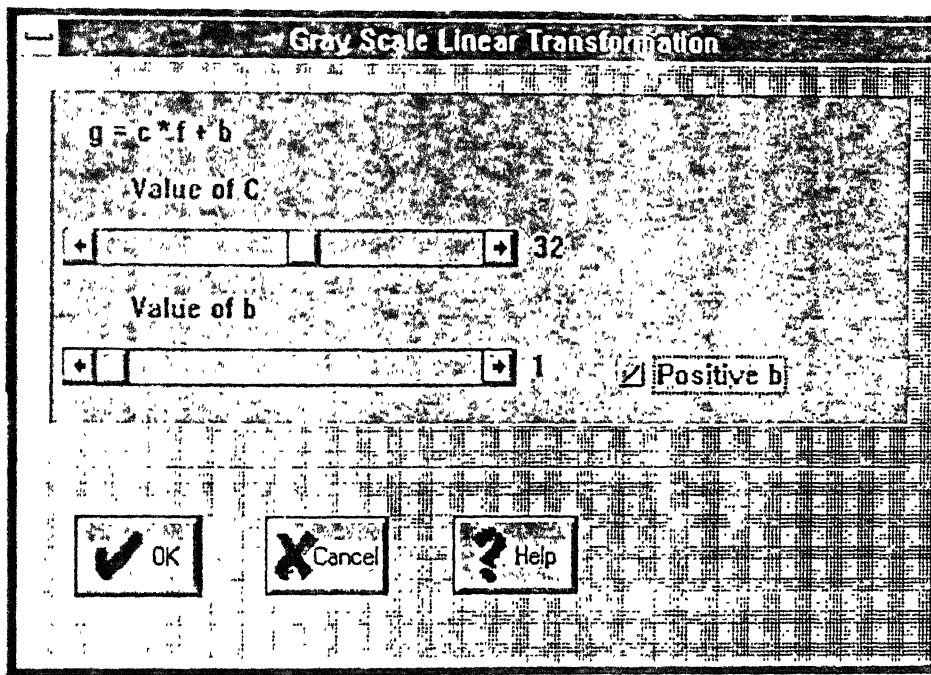 Gray Scale Linear Transformation
g = c * f + b
Value of C
32
Value of b
1
Positive b
OK
Cancel
Help